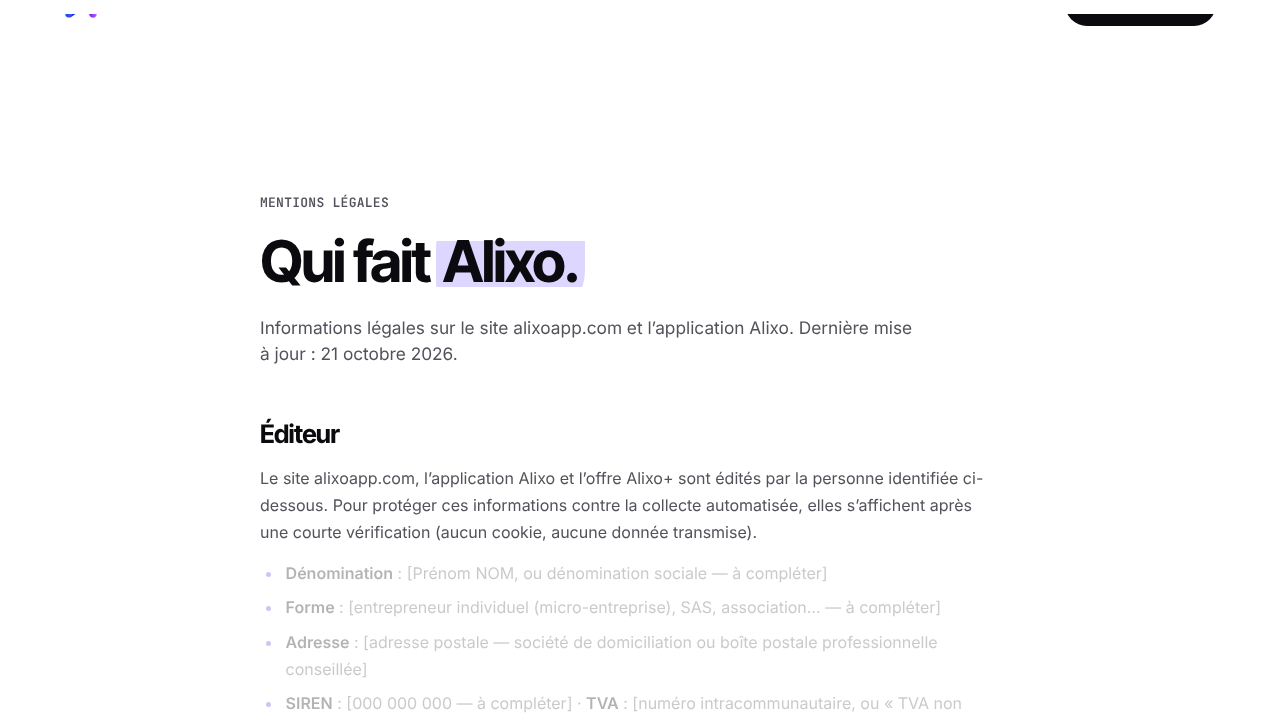 MENTIONS LÉGALES
Qui fait Alixo.
Informations légales sur le site alixoapp.com et l’application Alixo. Dernière mise
à jour : 21 octobre 2026.
Éditeur
Le site alixoapp.com, l’application Alixo et l’offre Alixo+ sont édités par la personne identifiée ci-
dessous. Pour protéger ces informations contre la collecte automatisée, elles s’affichent après
une courte vérification (aucun cookie, aucune donnée transmise).
• Dénomination : [Prénom NOM, ou dénomination sociale — à compléter]
• Forme : [entrepreneur individuel (micro-entreprise), SAS, association… — à compléter]
• Adresse : [adresse postale — société de domiciliation ou boîte postale professionnelle
conseillée]
• SIREN : [000 000 000 — à compléter] · TVA : [numéro intracommunautaire, ou « TVA non